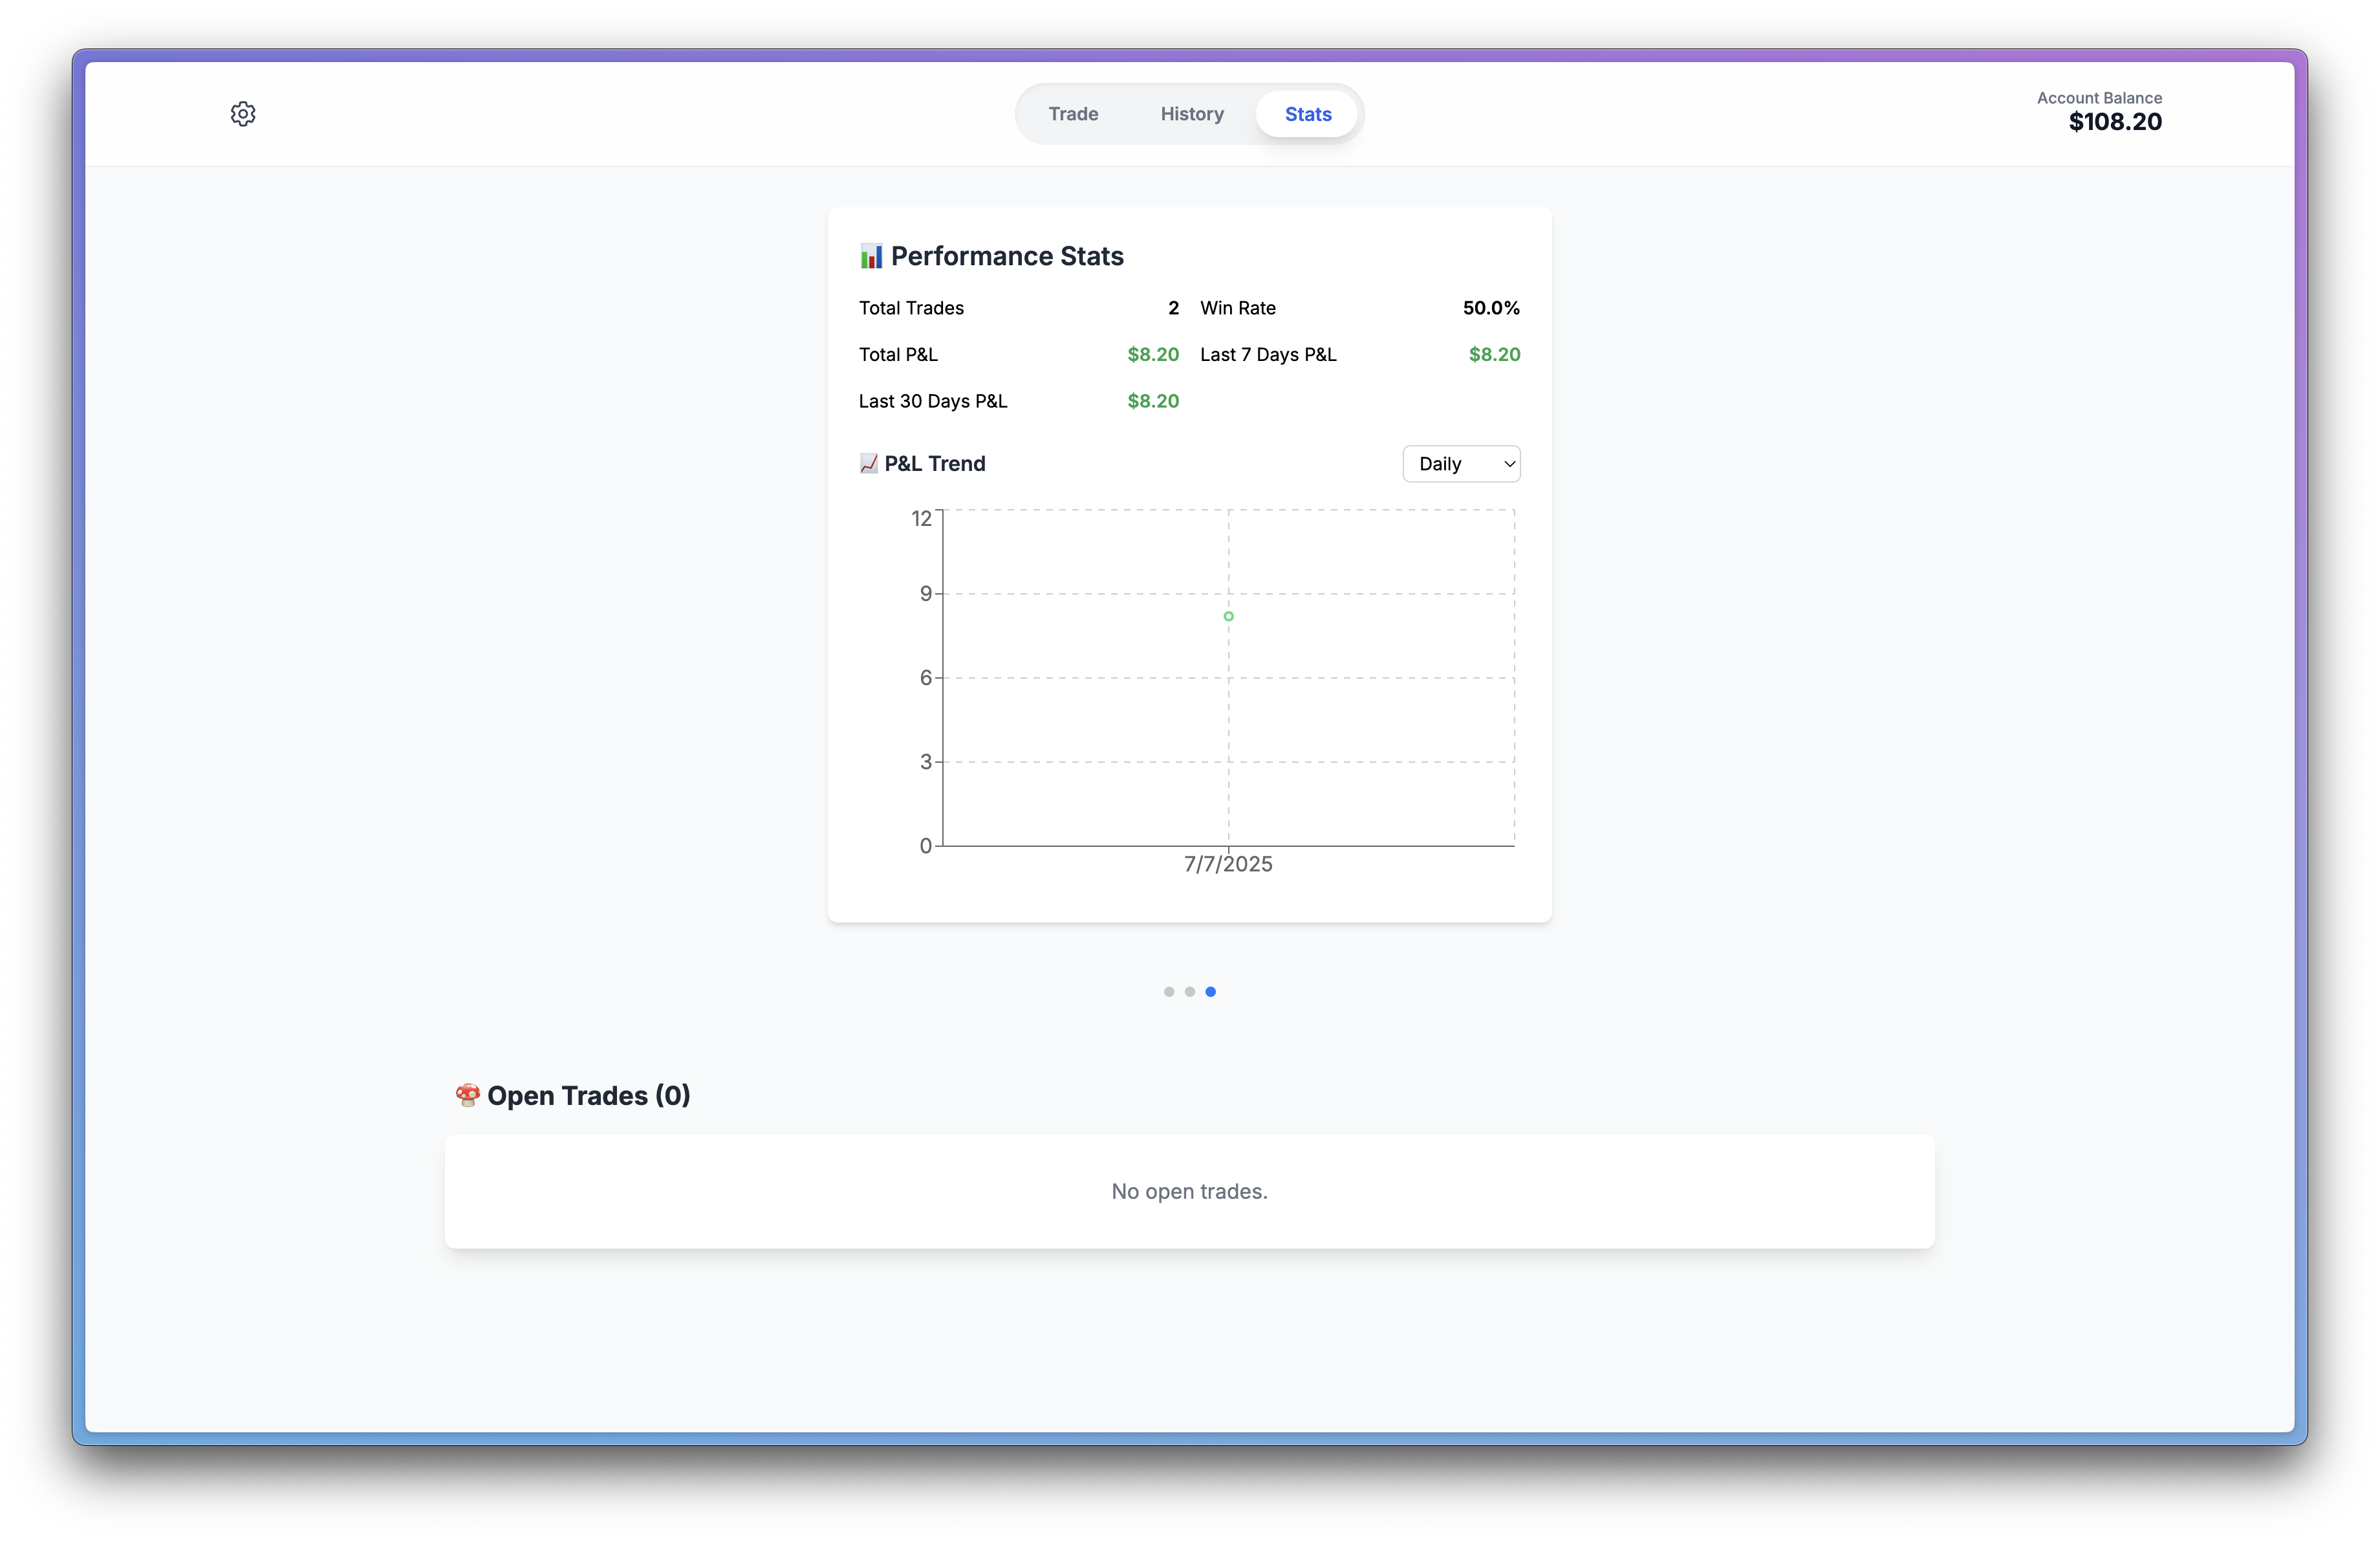 Trade History Stats
Account Balance
$108.20
📊 Performance Stats
Total Trades 2 Win Rate 50.0%
Total P&L $8.20 Last 7 Days P&L $8.20
Last 30 Days P&L $8.20
📈 P&L Trend Daily
12
9
6
3
0
7/7/2025
🍄 Open Trades (0)
No open trades.